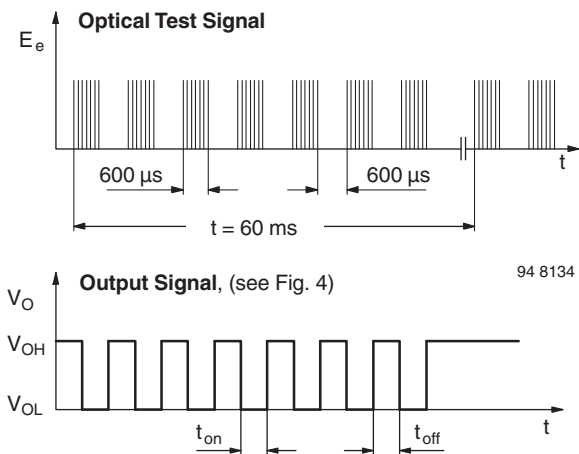 Optical Test Signal
E e
t
600 µs
600 µs
t = 60 ms
94 8134
Output Signal, (see Fig. 4)
VO
VOH
VOL
ton
toff
t